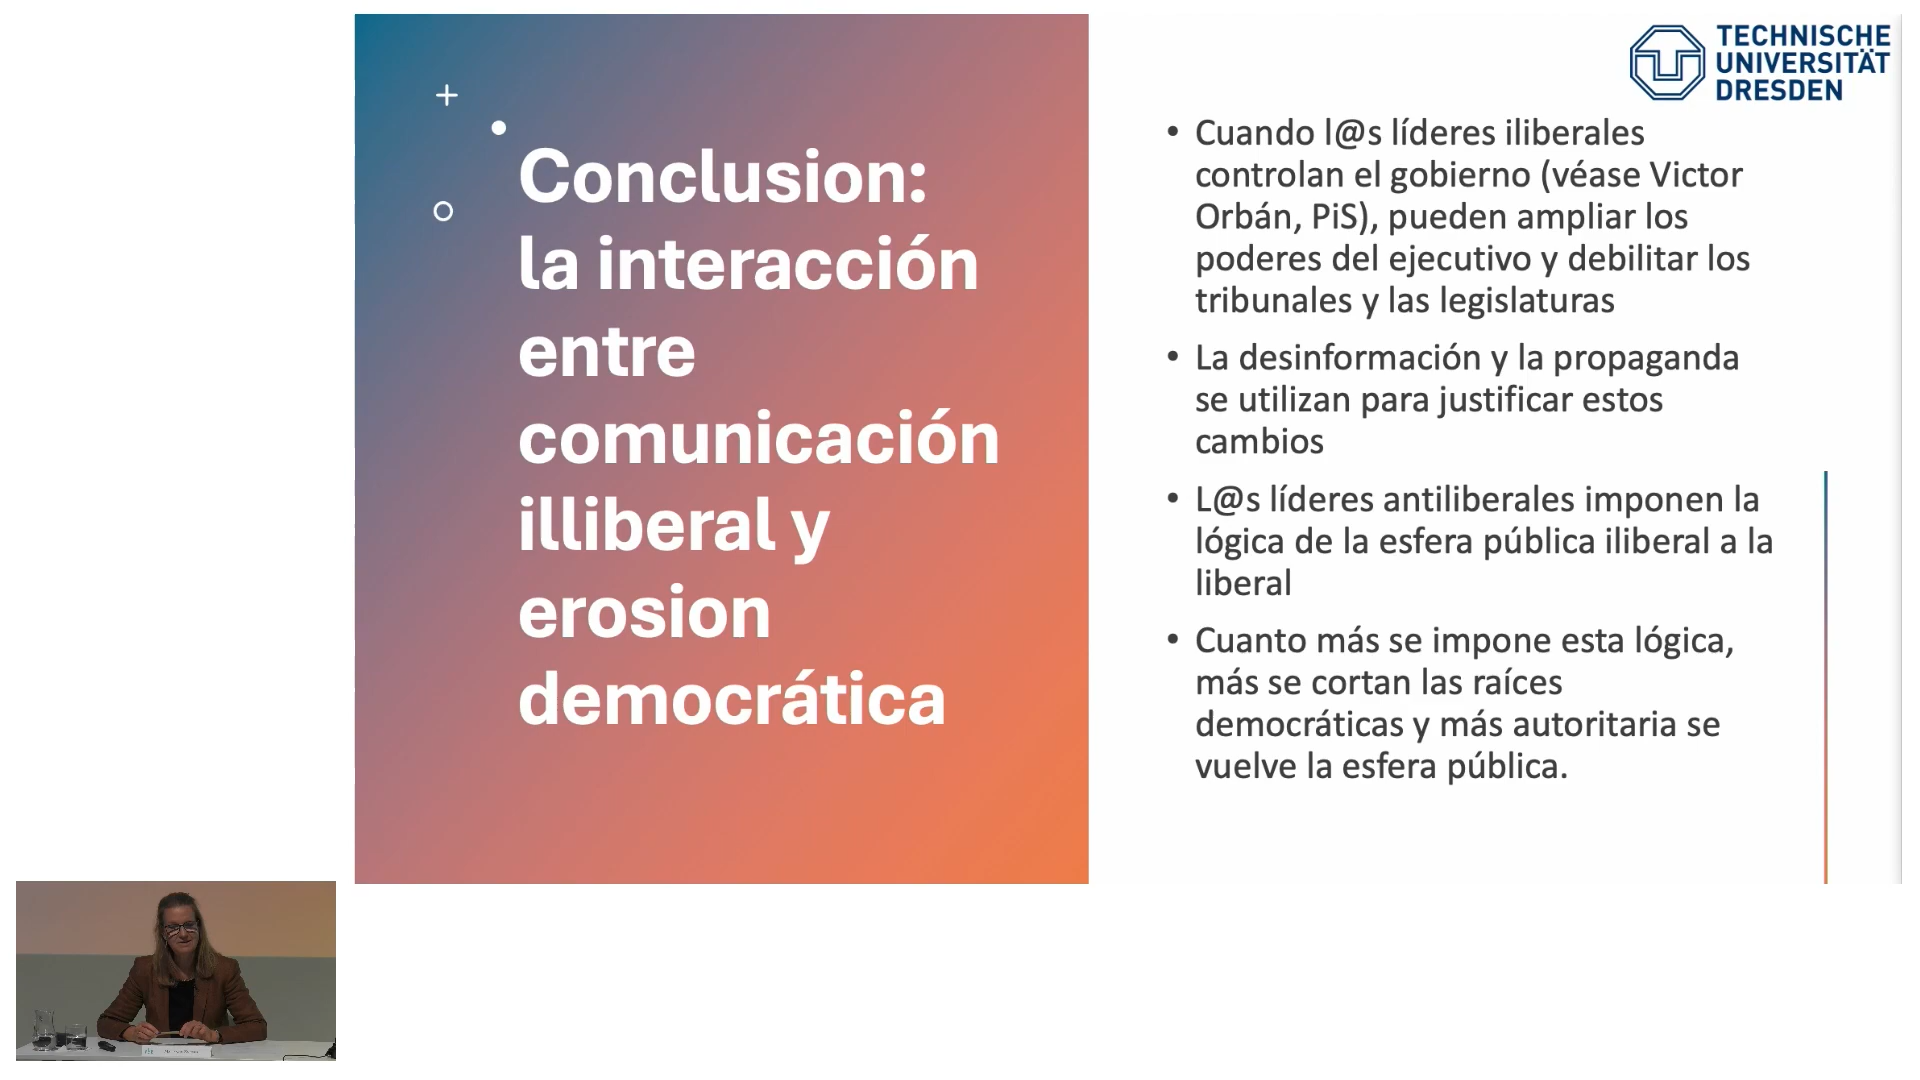 TECHNISCHE
UNIVERSITÄT
DRESDEN
Conclusion:
la interacción
entre
comunicación
illiberal y
erosion
democrática
• Cuando l@s líderes iliberales
controlan el gobierno (véase Victor
Orbán, PiS), pueden ampliar los
poderes del ejecutivo y debilitar los
tribunales y las legislaturas
• La desinformación y la propaganda
se utilizan para justificar estos
cambios
• L@s líderes antiliberales imponen la
lógica de la esfera pública iliberal a la
liberal
• Cuanto más se impone esta lógica,
más se cortan las raíces
democráticas y más autoritaria se
vuelve la esfera pública.